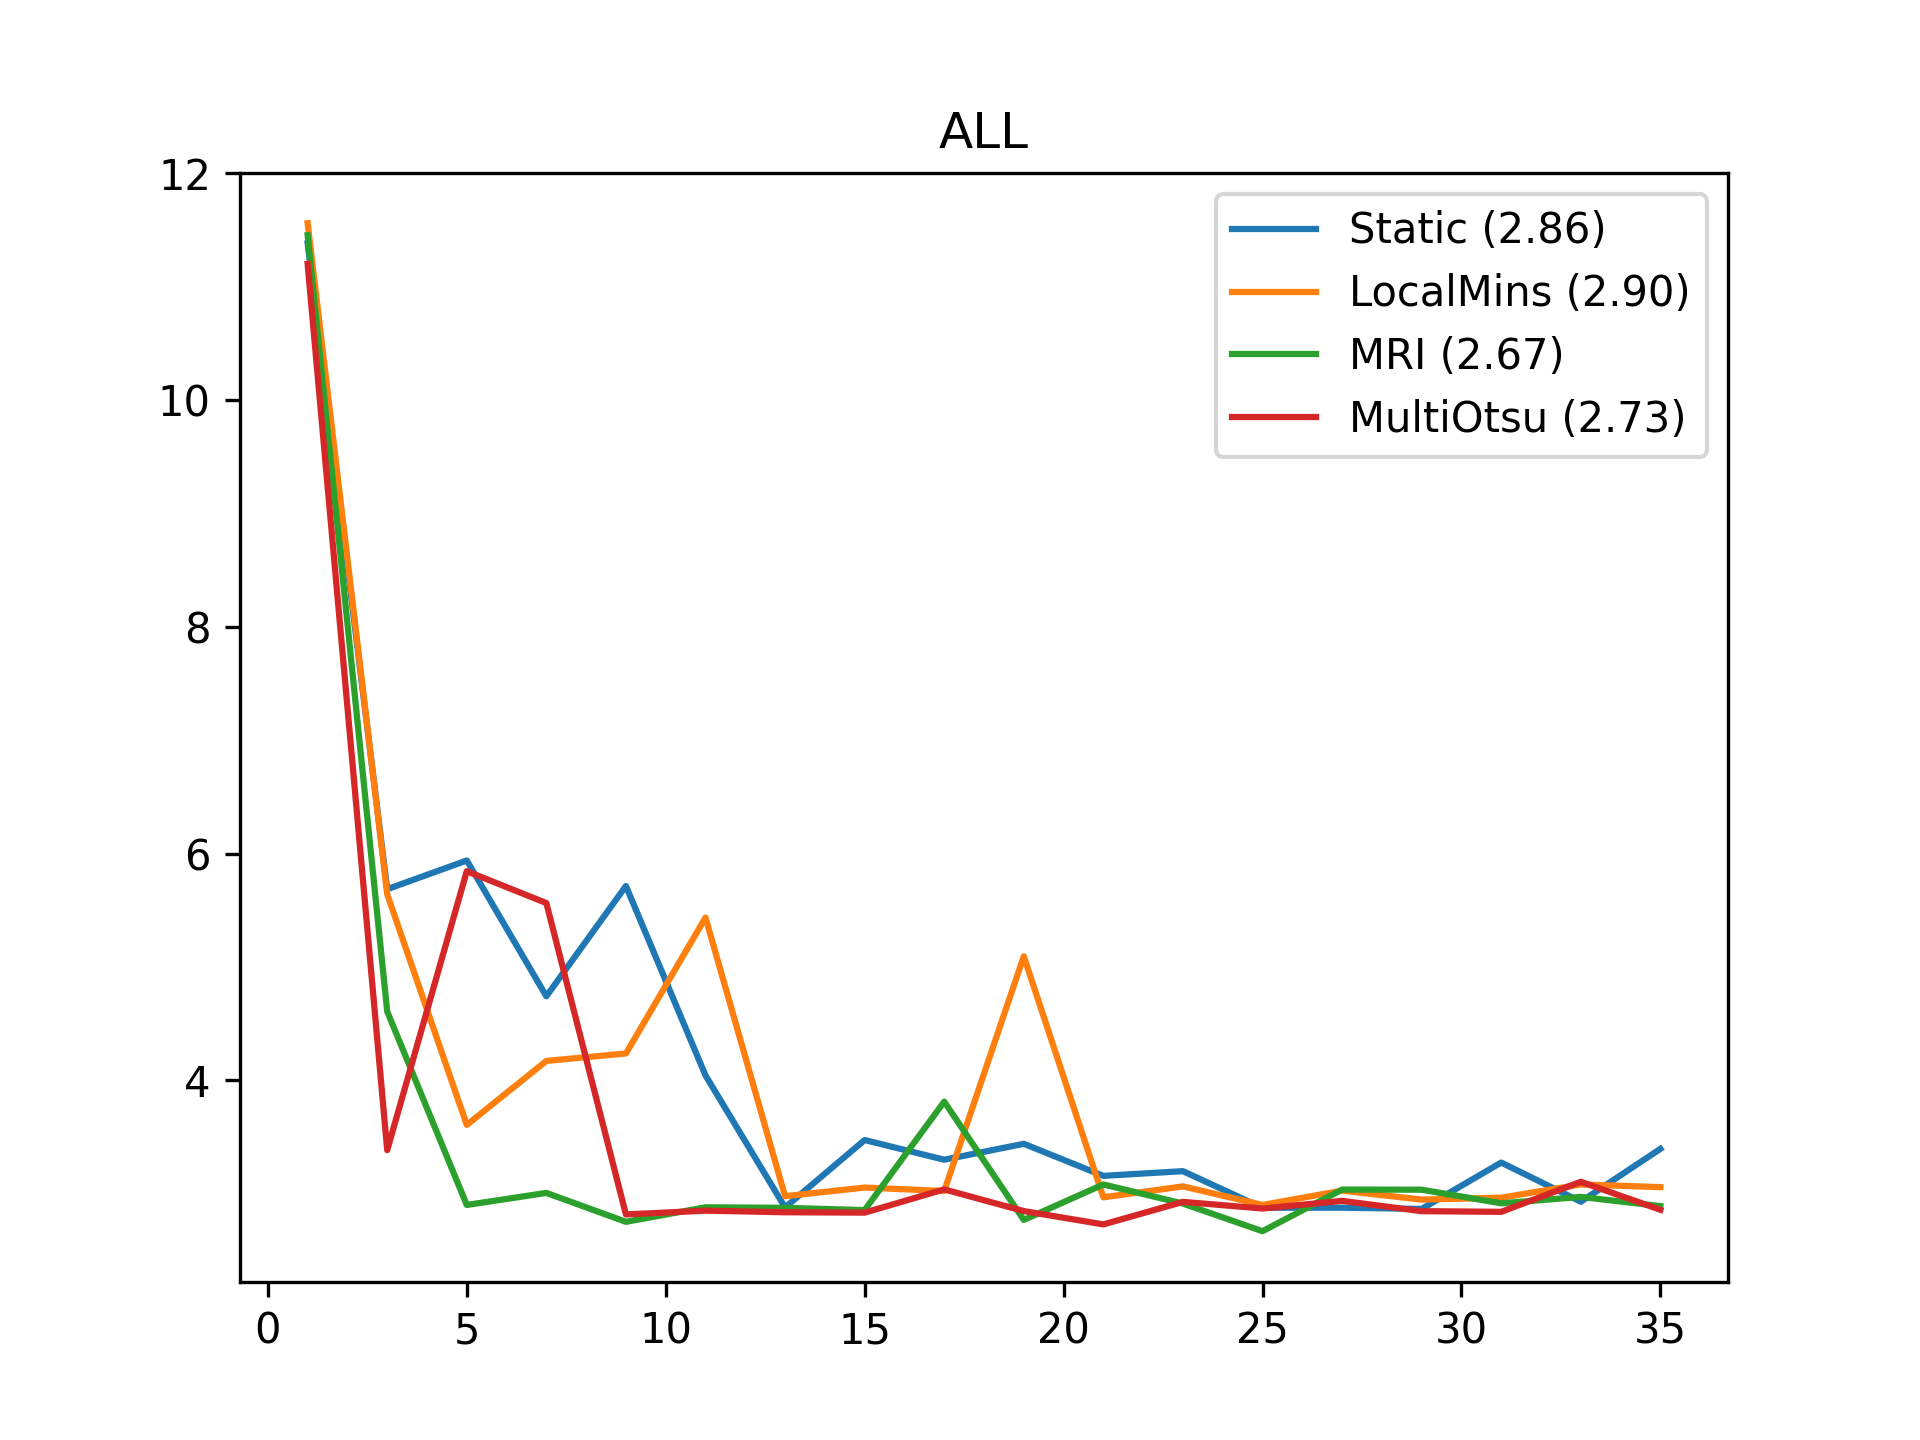 ALL
12
10
8
6
4
0 5 10 15 20 25 30 35
Static (2.86)
LocalMins (2.90)
MRI (2.67)
MultiOtsu (2.73)